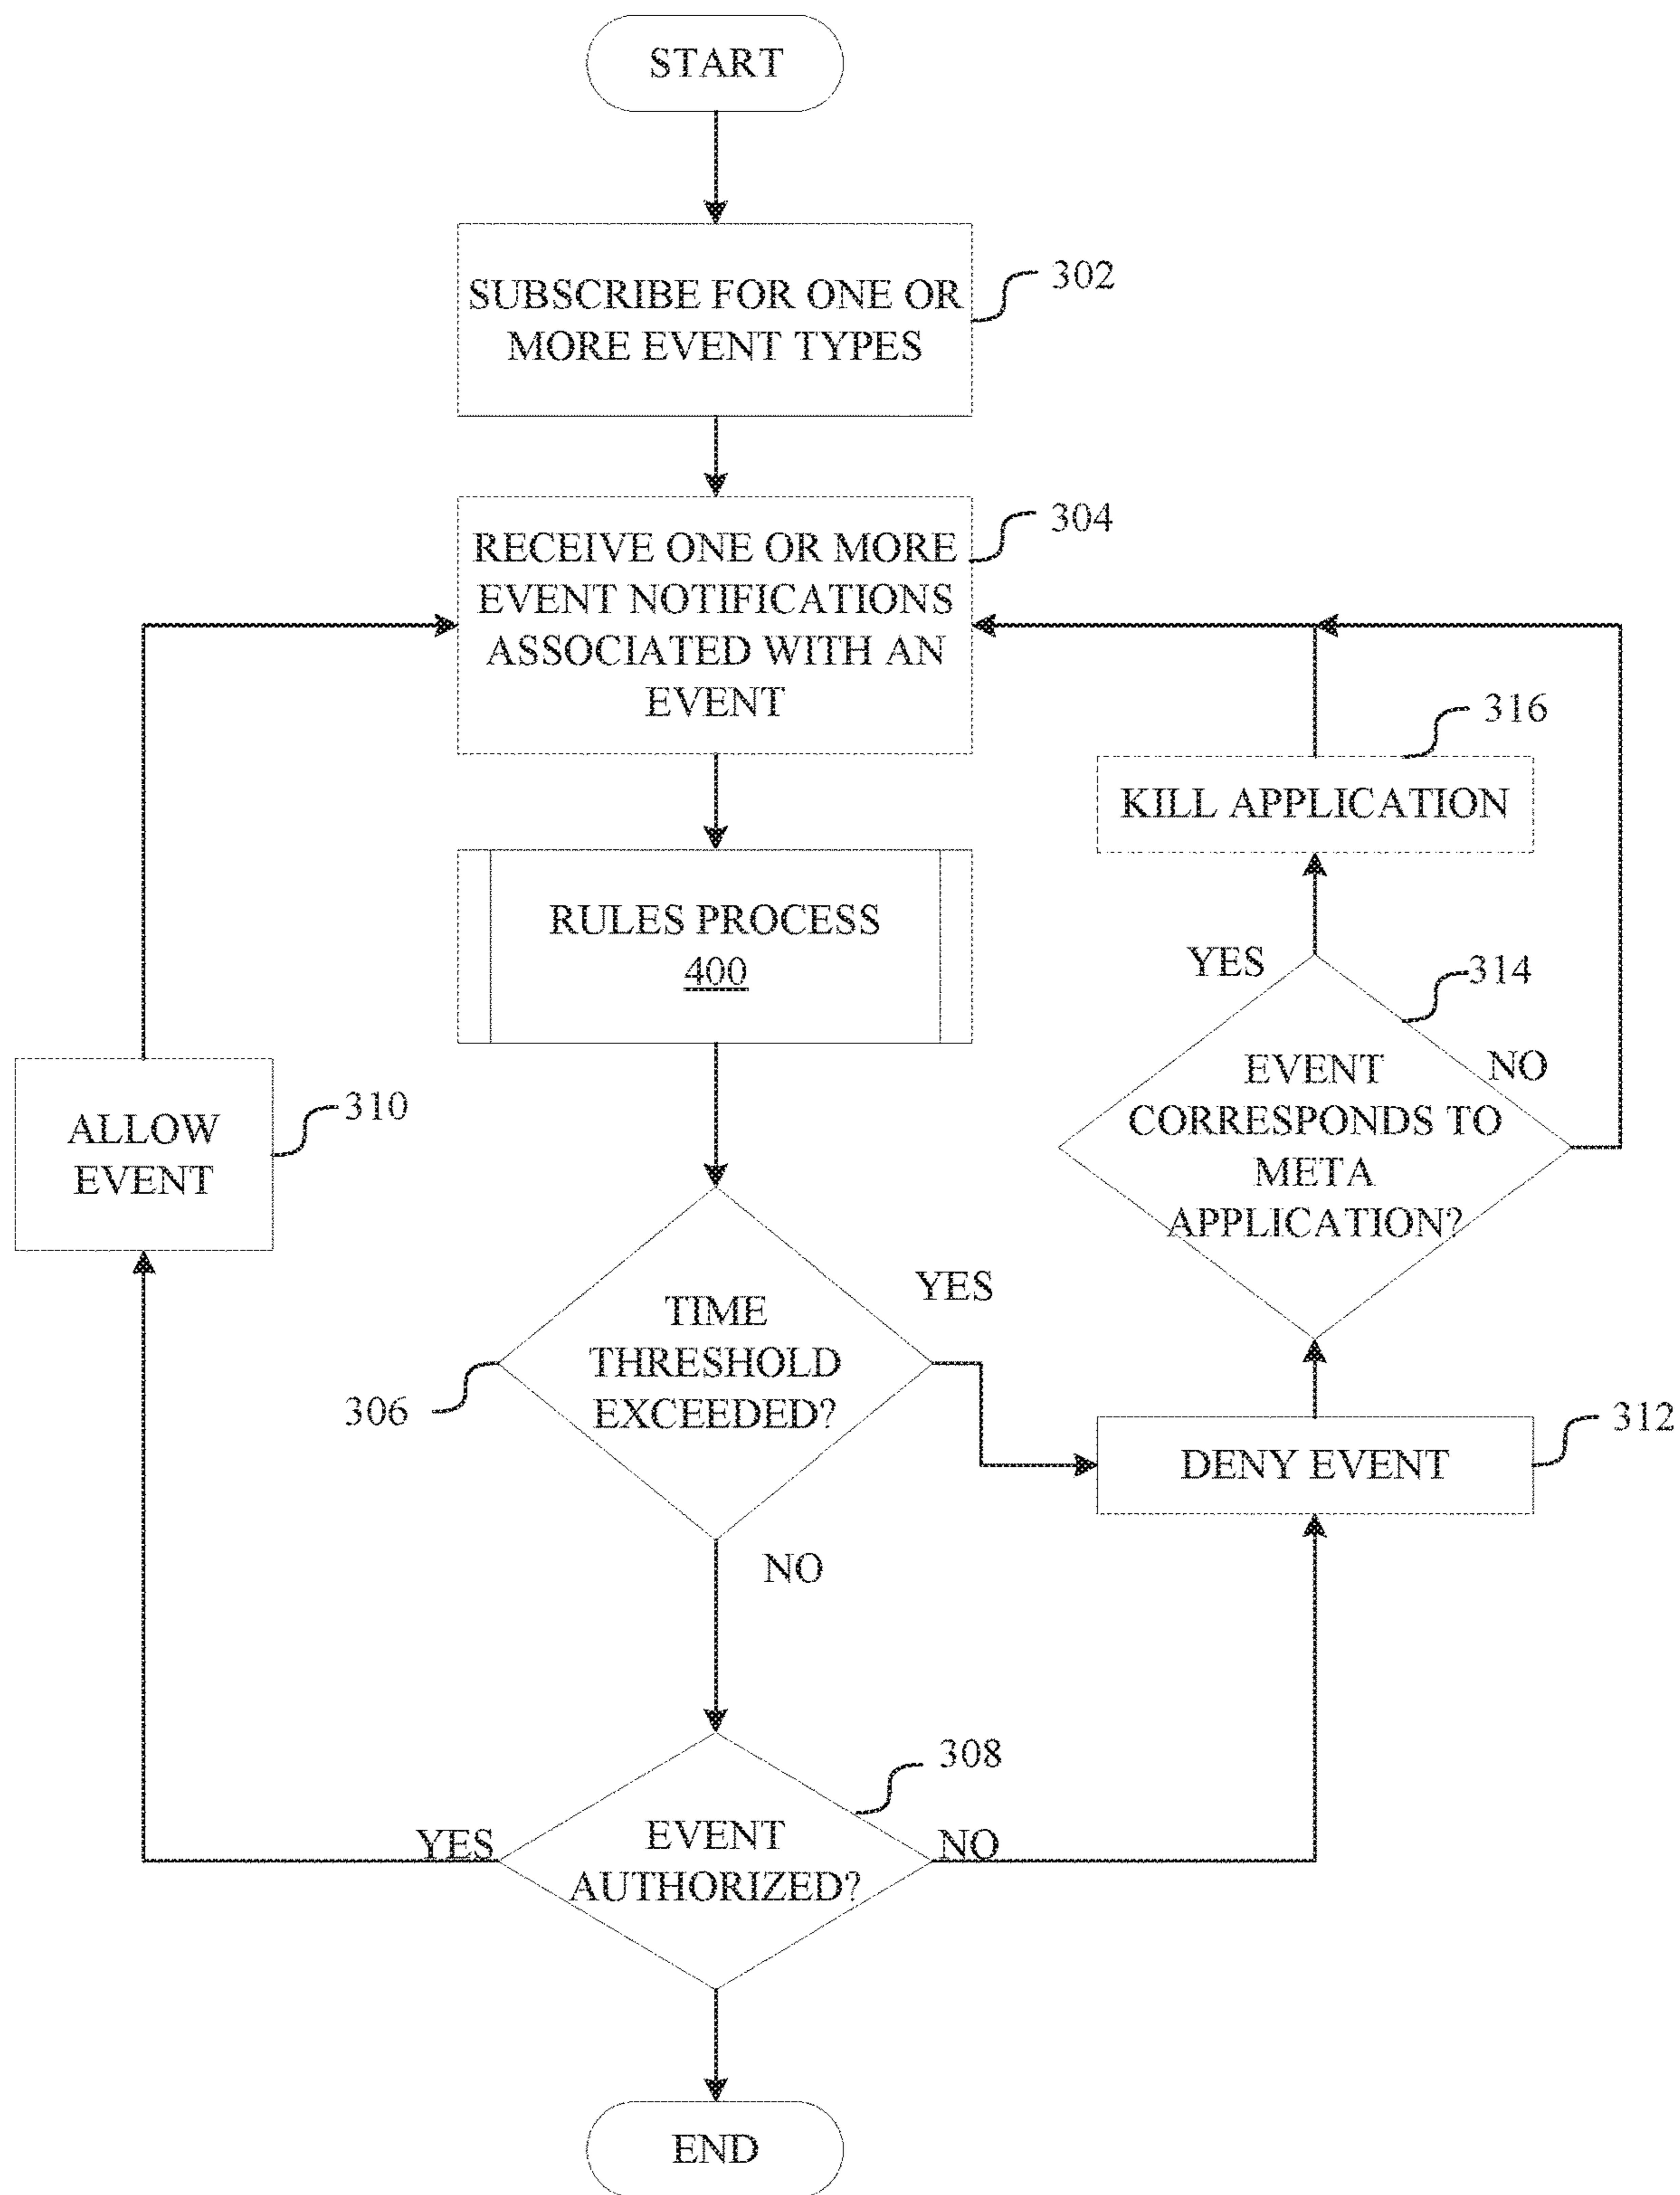 START
SUBSCRIBE FOR ONE OR
MORE EVENT TYPES
302
RECEIVE ONE OR MORE
EVENT NOTIFICATIONS
ASSOCIATED WITH AN
EVENT
304
316
KILL APPLICATION
RULES PROCESS
400
YES
314
EVENT
CORRESPONDS TO
META
APPLICATION?
NO
ALLOW
EVENT
310
TIME
THRESHOLD
EXCEEDED?
YES
306
NO
DENY EVENT
312
308
EVENT
AUTHORIZED?
YES
NO
END